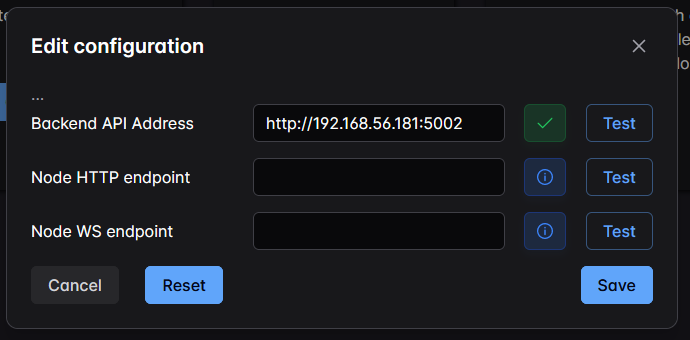 Edit configuration
...
Backend API Address http://192.168.56.181:5002 Test
Node HTTP endpoint Test
Node WS endpoint Test
Cancel Reset Save